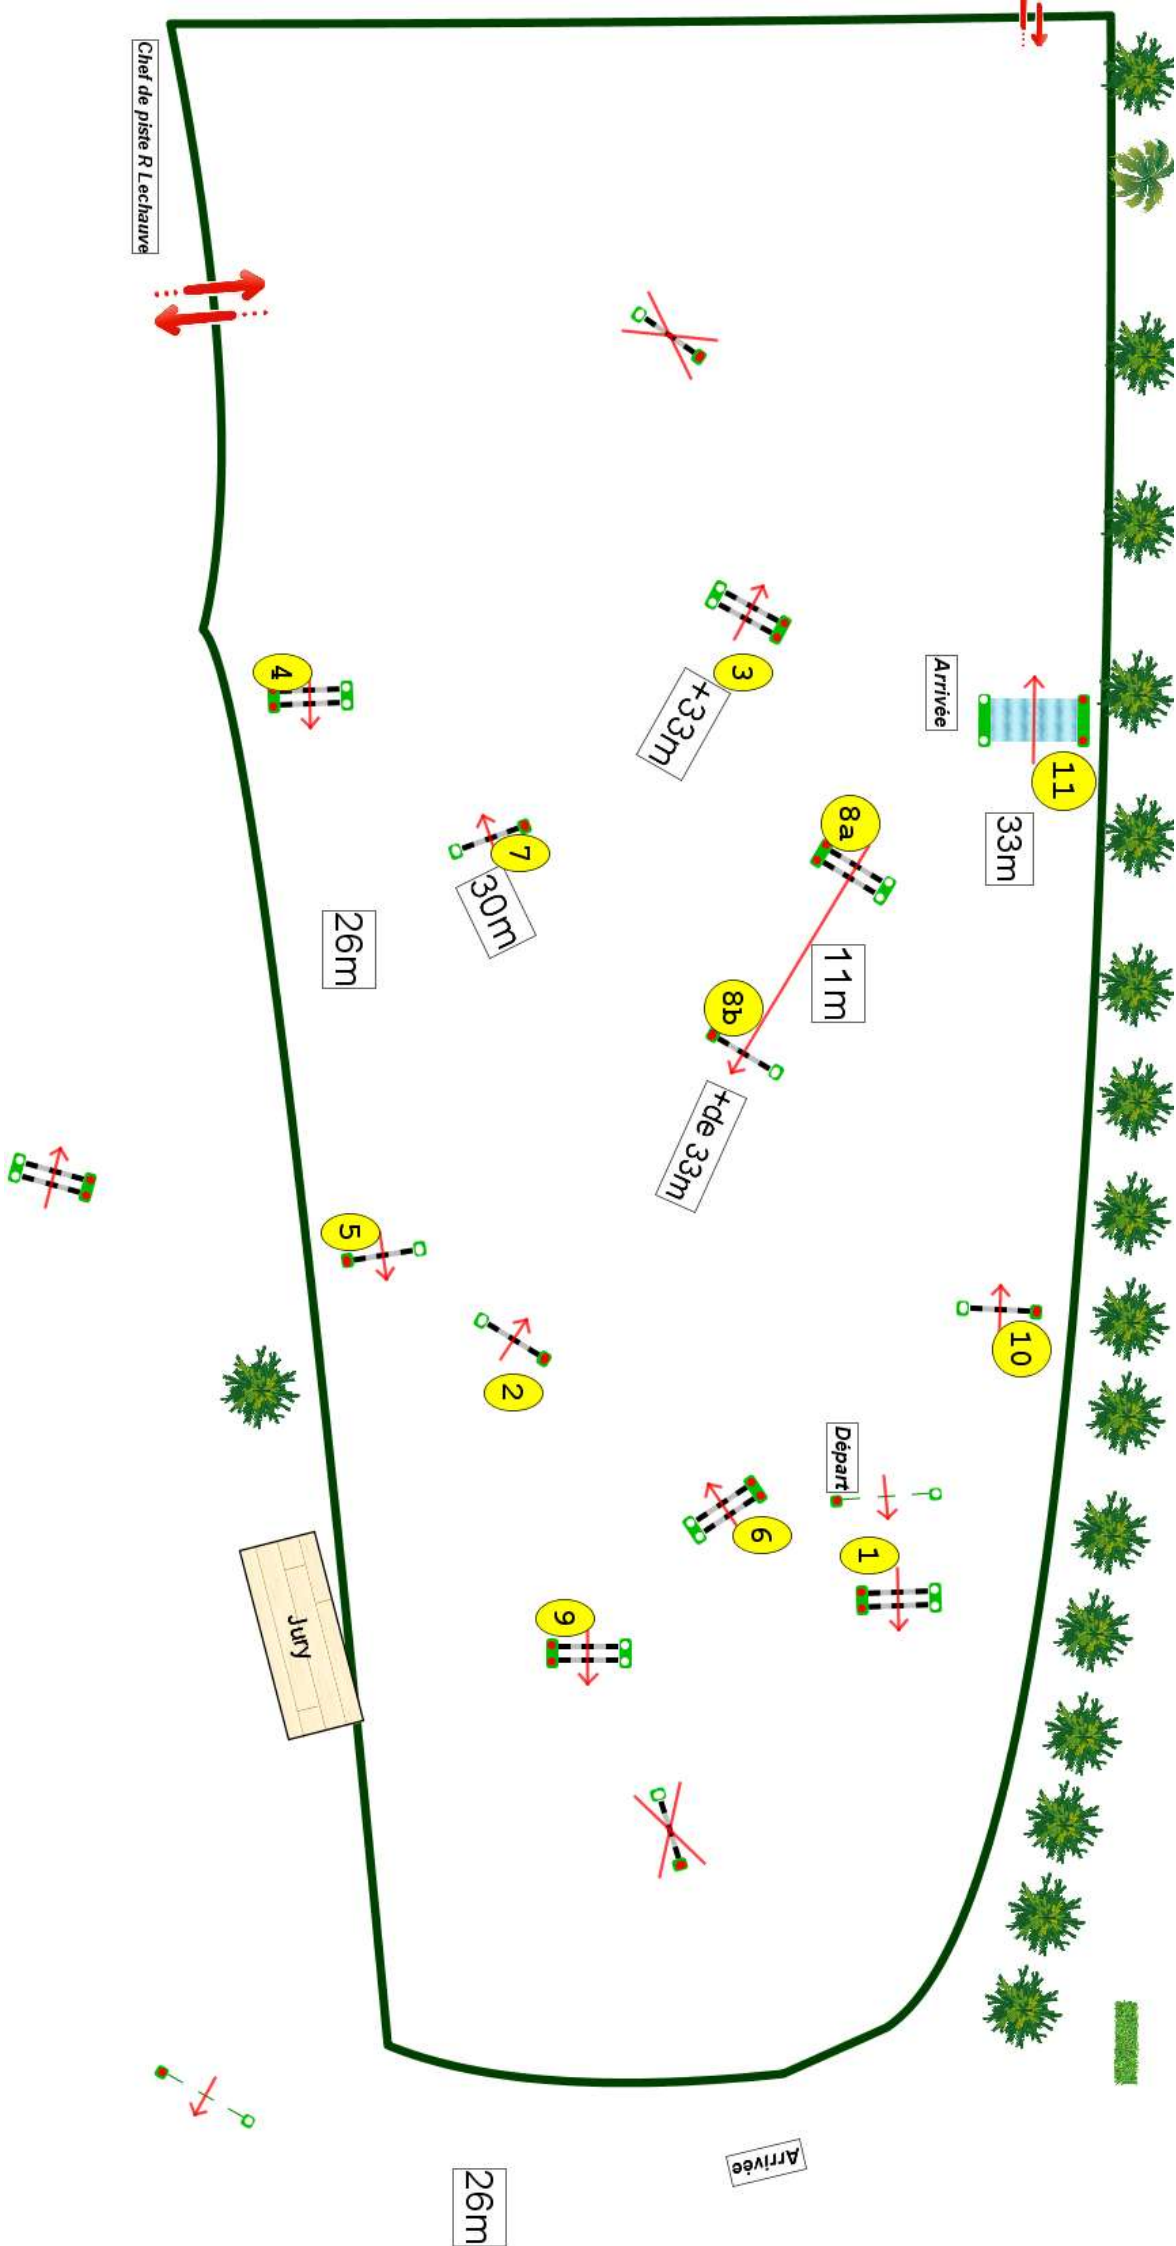 Chef de piste R Lechauve
3
+33m
4
Arrivée
11
33m
8a
7
30m
26m
11m
8b
+de 33m
5
10
2
Départ
6
1
9
Jury
Arrivée
26m